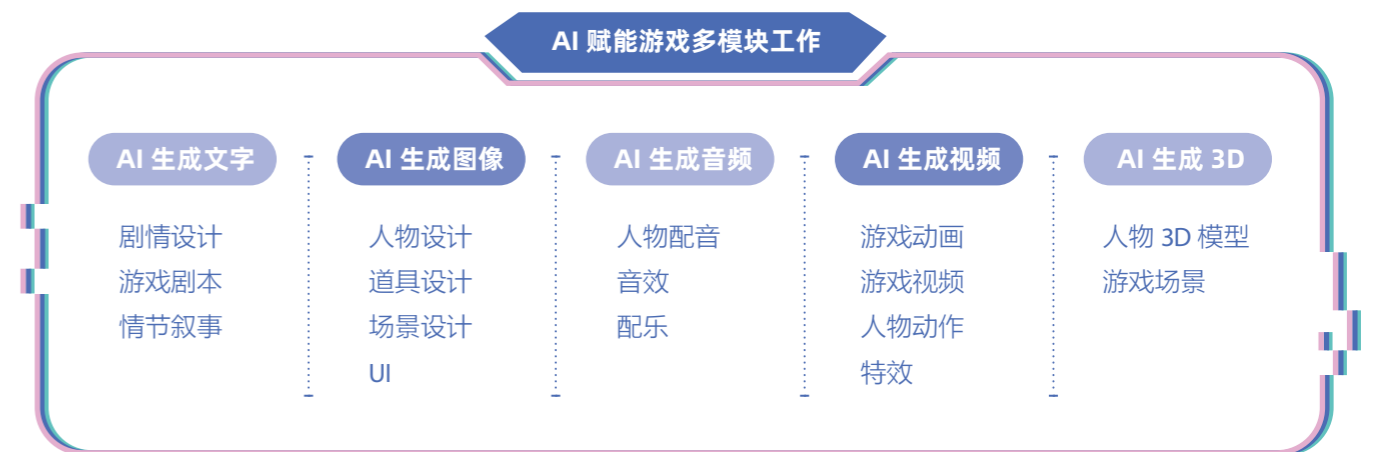 AI 赋能游戏多模块工作
AI 生成文字
剧情设计
游戏剧本
情节叙事
AI 生成图像
人物设计
道具设计
场景设计
UI
AI 生成音频
人物配音
音效
配乐
AI 生成视频
游戏动画
游戏视频
人物动作
特效
AI 生成 3D
人物 3D 模型
游戏场景